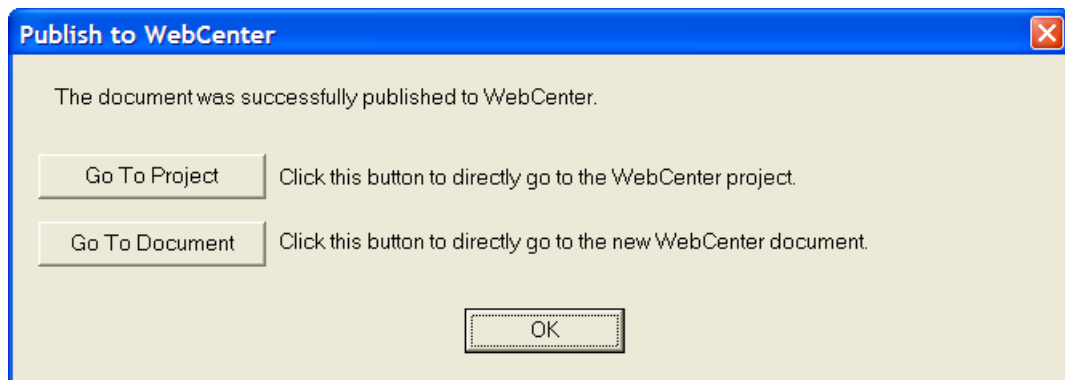 Publish to WebCenter
The document was successfully published to WebCenter.
Go To Project Click this button to directly go to the WebCenter project.
Go To Document Click this button to directly go to the new WebCenter document.
OK